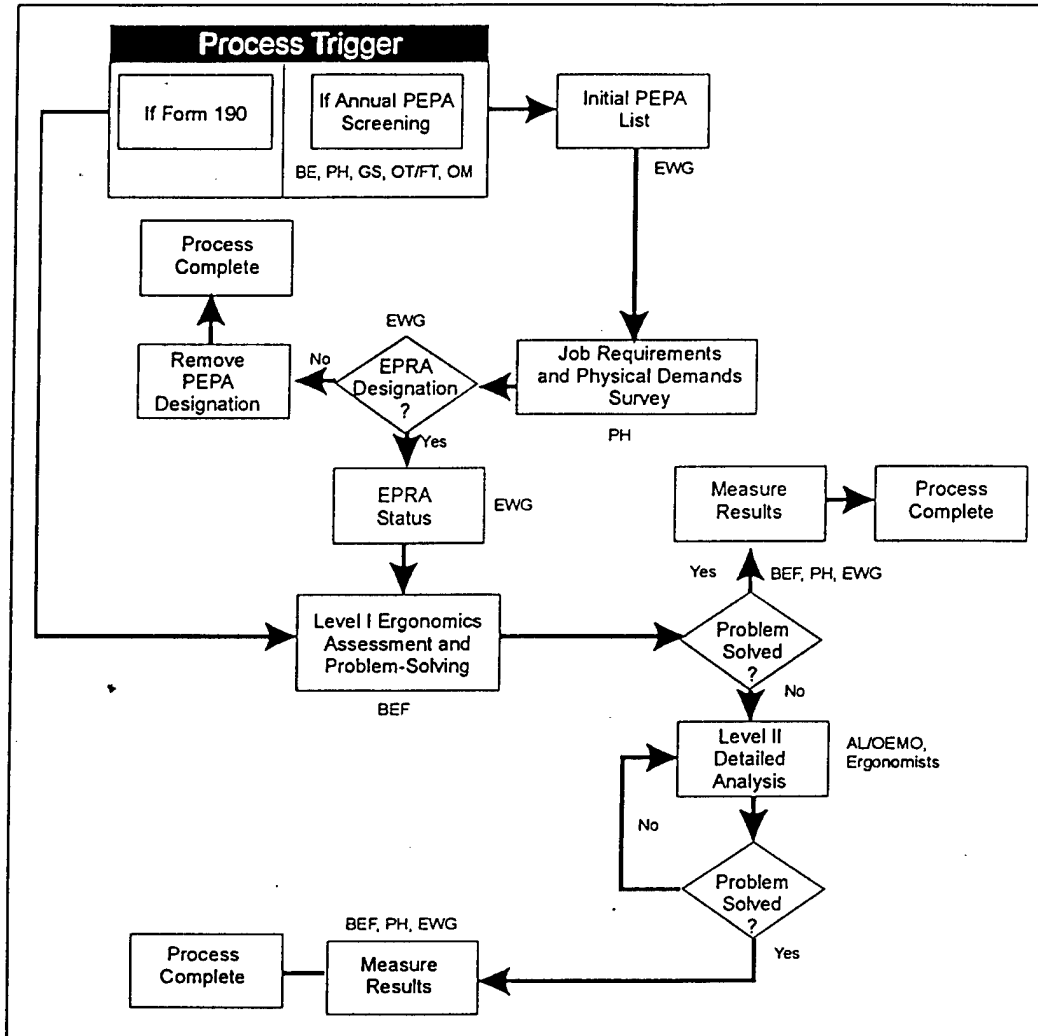 Process Trigger
If Form 190
If Annual PEPA
Screening
BE, PH, GS, OT/FT, OM
Initial PEPA
List
EWG
Process
Complete
EWG
Remove
PEPA
Designation
No
EPRA
Designation
?
Job Requirements
and Physical Demands
Survey
PH
Yes
EPRA
Status
EWG
Measure
Results
Process
Complete
Yes
BEF, PH, EWG
Level I Ergonomics
Assessment and
Problem-Solving
BEF
Problem
Solved
?
No
Level II
Detailed
Analysis
AL/OEMO,
Ergonomists
No
Problem
Solved
?
Yes
BEF, PH, EWG
Process
Complete
Measure
Results